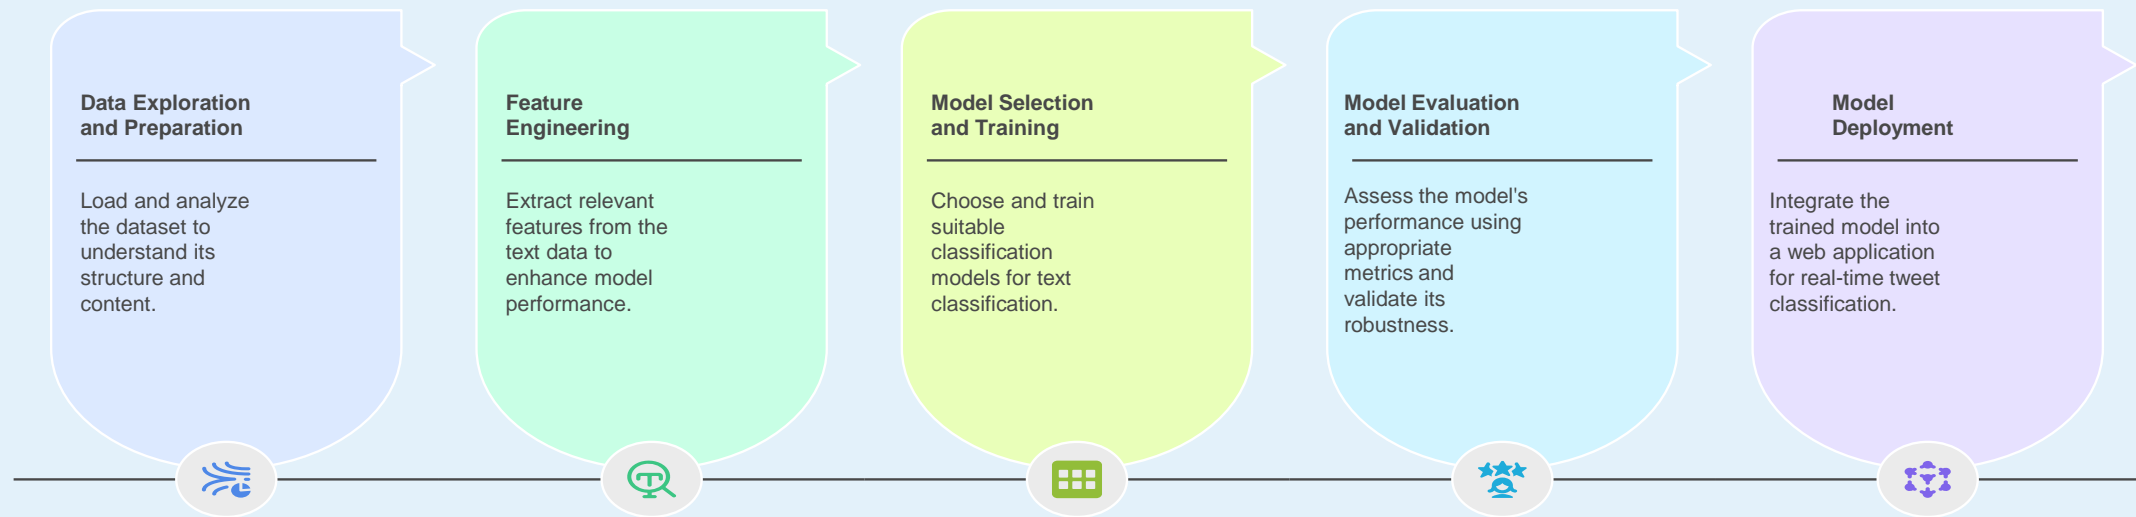 Data Exploration
and Preparation
Load and analyze
the dataset to
understand its
structure and
content.
Feature
Engineering
Extract relevant
features from the
text data to
enhance model
performance.
Model Selection
and Training
Choose and train
suitable
classification
models for text
classification.
Model Evaluation
and Validation
Assess the model's
performance using
appropriate
metrics and
validate its
robustness.
Model
Deployment
Integrate the
trained model into
a web application
for real-time tweet
classification.